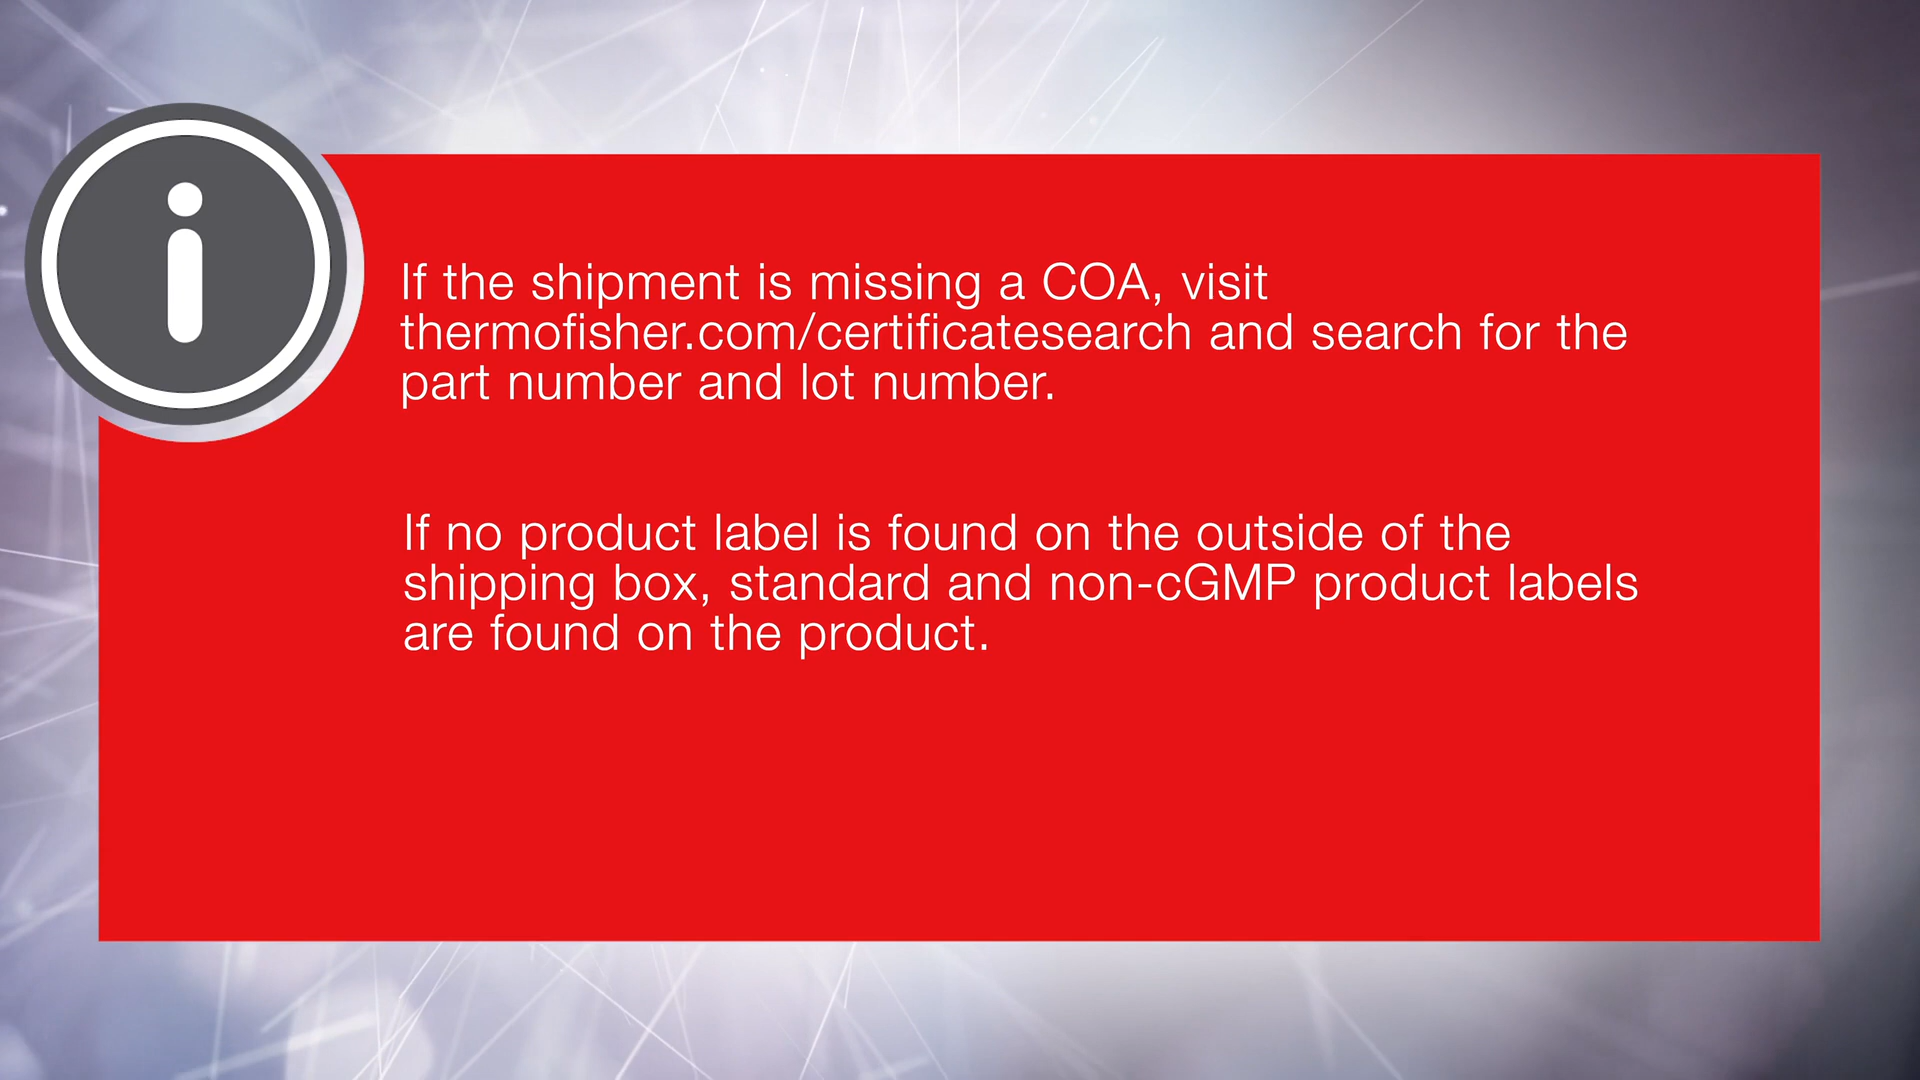 If the shipment is missing a COA, visit
thermofisher.com/certificatesearch and search for the
part number and lot number.
If no product label is found on the outside of the
shipping box, standard and non-cGMP product labels
are found on the product.